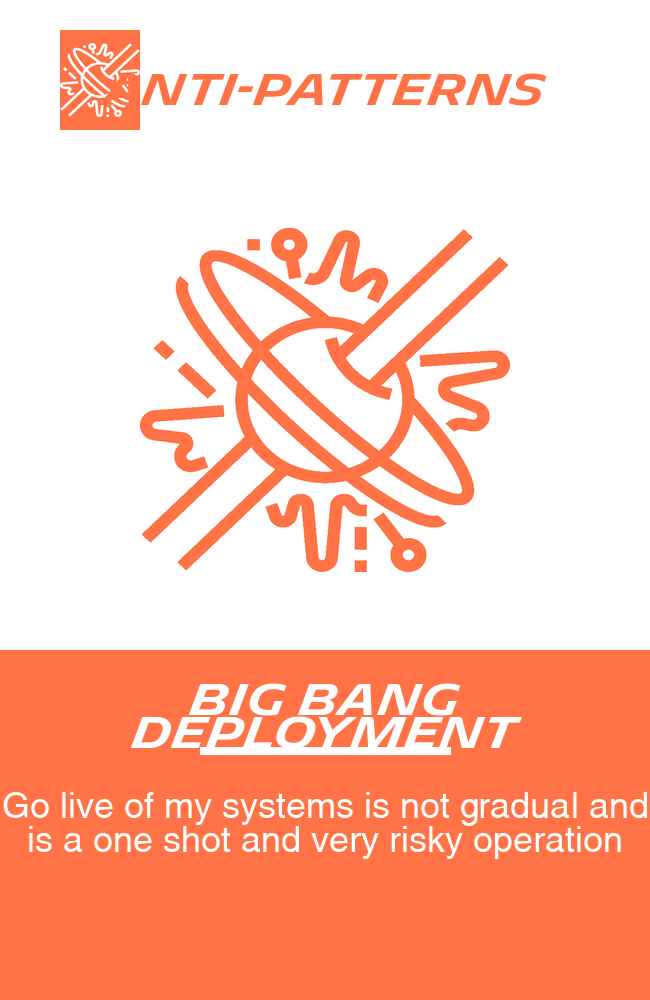 NTI-PATTERNS
BIG BANG
DEPLOYMENT
Go live of my systems is not gradual and
is a one shot and very risky operation